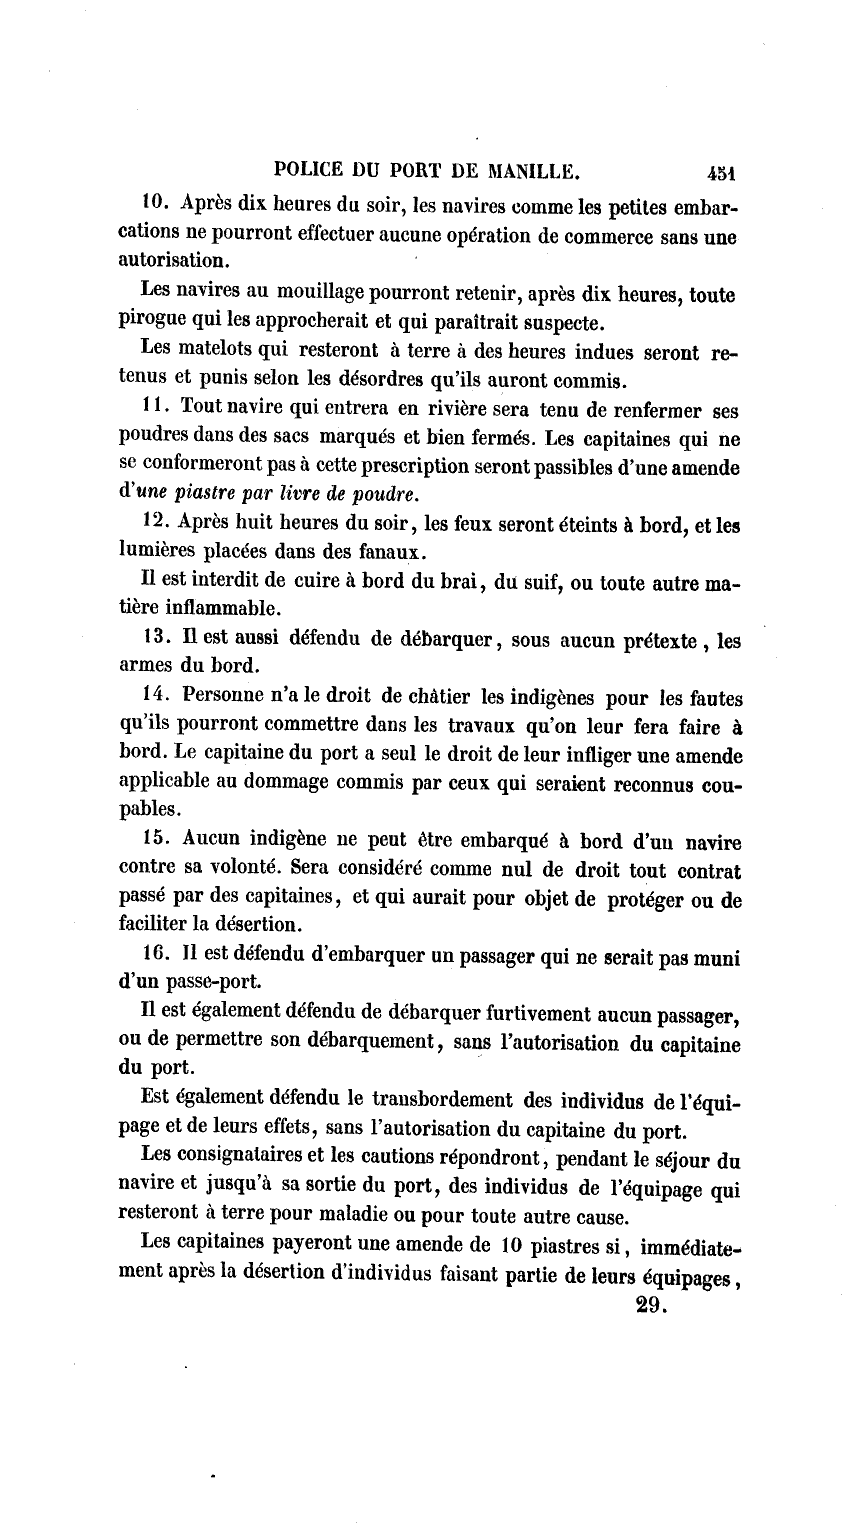 POLICE DU PORT DE MANILLE. 451
10. Après dix heures du soir, les navires comme les petites embar-
cations ne pourront effectuer aucune opération de commerce sans une
autorisation.
Les navires au mouillage pourront retenir, après dix heures, toute
pirogue qui les approcherait et qui paraîtrait suspecte.
Les matelots qui resteront à terre à des heures indues seront re-
tenus et punis selon les désordres qu'ils auront commis.
11. Tout navire qui entrera en rivière sera tenu de renfermer ses
poudres dans des sacs marqués et bien fermés. Les capitaines qui ne
se conformeront pas à cette prescription seront passibles d'une amende
d'une piastre par livre de poudre.
12. Après huit heures du soir, les feux seront éteints à bord, et les
lumières placées dans des fanaux.
Il est interdit de cuire à bord du brai, du suif, ou toute autre ma-
tière inflammable.
13. Il est aussi défendu de débarquer, sous aucun prétexte, les
armes du bord.
14. Personne n'a le droit de châtier les indigènes pour les fautes
qu'ils pourront commettre dans les travaux qu'on leur fera faire à
bord. Le capitaine du port a seul le droit de leur infliger une amende
applicable au dommage commis par ceux qui seraient reconnus cou-
pables.
15. Aucun indigène ne peut être embarqué à bord d'un navire
contre sa volonté. Sera considéré comme nul de droit tout contrat
passé par des capitaines, et qui aurait pour objet de protéger ou de
faciliter la désertion.
16. Il est défendu d'embarquer un passager qui ne serait pas muni
d'un passe-port.
Il est également défendu de débarquer furtivement aucun passager,
ou de permettre son débarquement, sans l'autorisation du capitaine
du port.
Est également défendu le transbordement des individus de l'équi-
page et de leurs effets, sans l'autorisation du capitaine du port.
Les consignataires et les cautions répondront, pendant le séjour du
navire et jusqu'à sa sortie du port, des individus de l'équipage qui
resteront à terre pour maladie ou pour toute autre cause.
Les capitaines payeront une amende de 10 piastres si, immédiate-
ment après la désertion d'individus faisant partie de leurs équipages,
29.